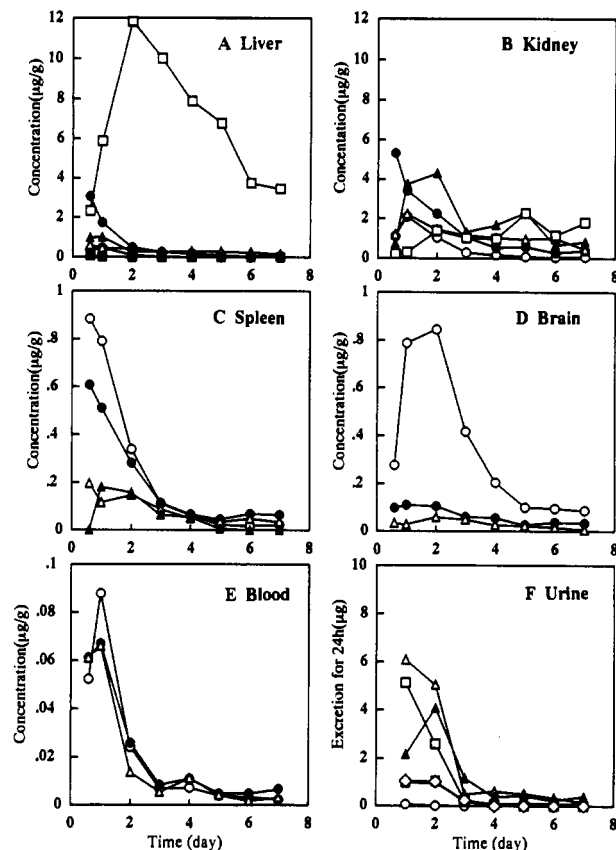 A Liver
Concentration(μg/g)
12
10
8
6
4
2
0
0 2 4 6 8
B Kidney
Concentation(μg/g)
12
10
8
6
4
2
0
0 2 4 6 8
C Spleen
Concentration(μg/g)
1
.8
.6
.4
.2
0
0 2 4 6 8
D Brain
Concentration(μg/g)
1
.8
.6
.4
.2
0
0 2 4 6 8
E Blood
Concentration(μg/g)
.1
.08
.06
.04
.02
0
0 2 4 6 8
Time (day)
F Urine
Excretion for 24h(μg)
10
8
6
4
2
0
0 2 4 6 8
Time (day)